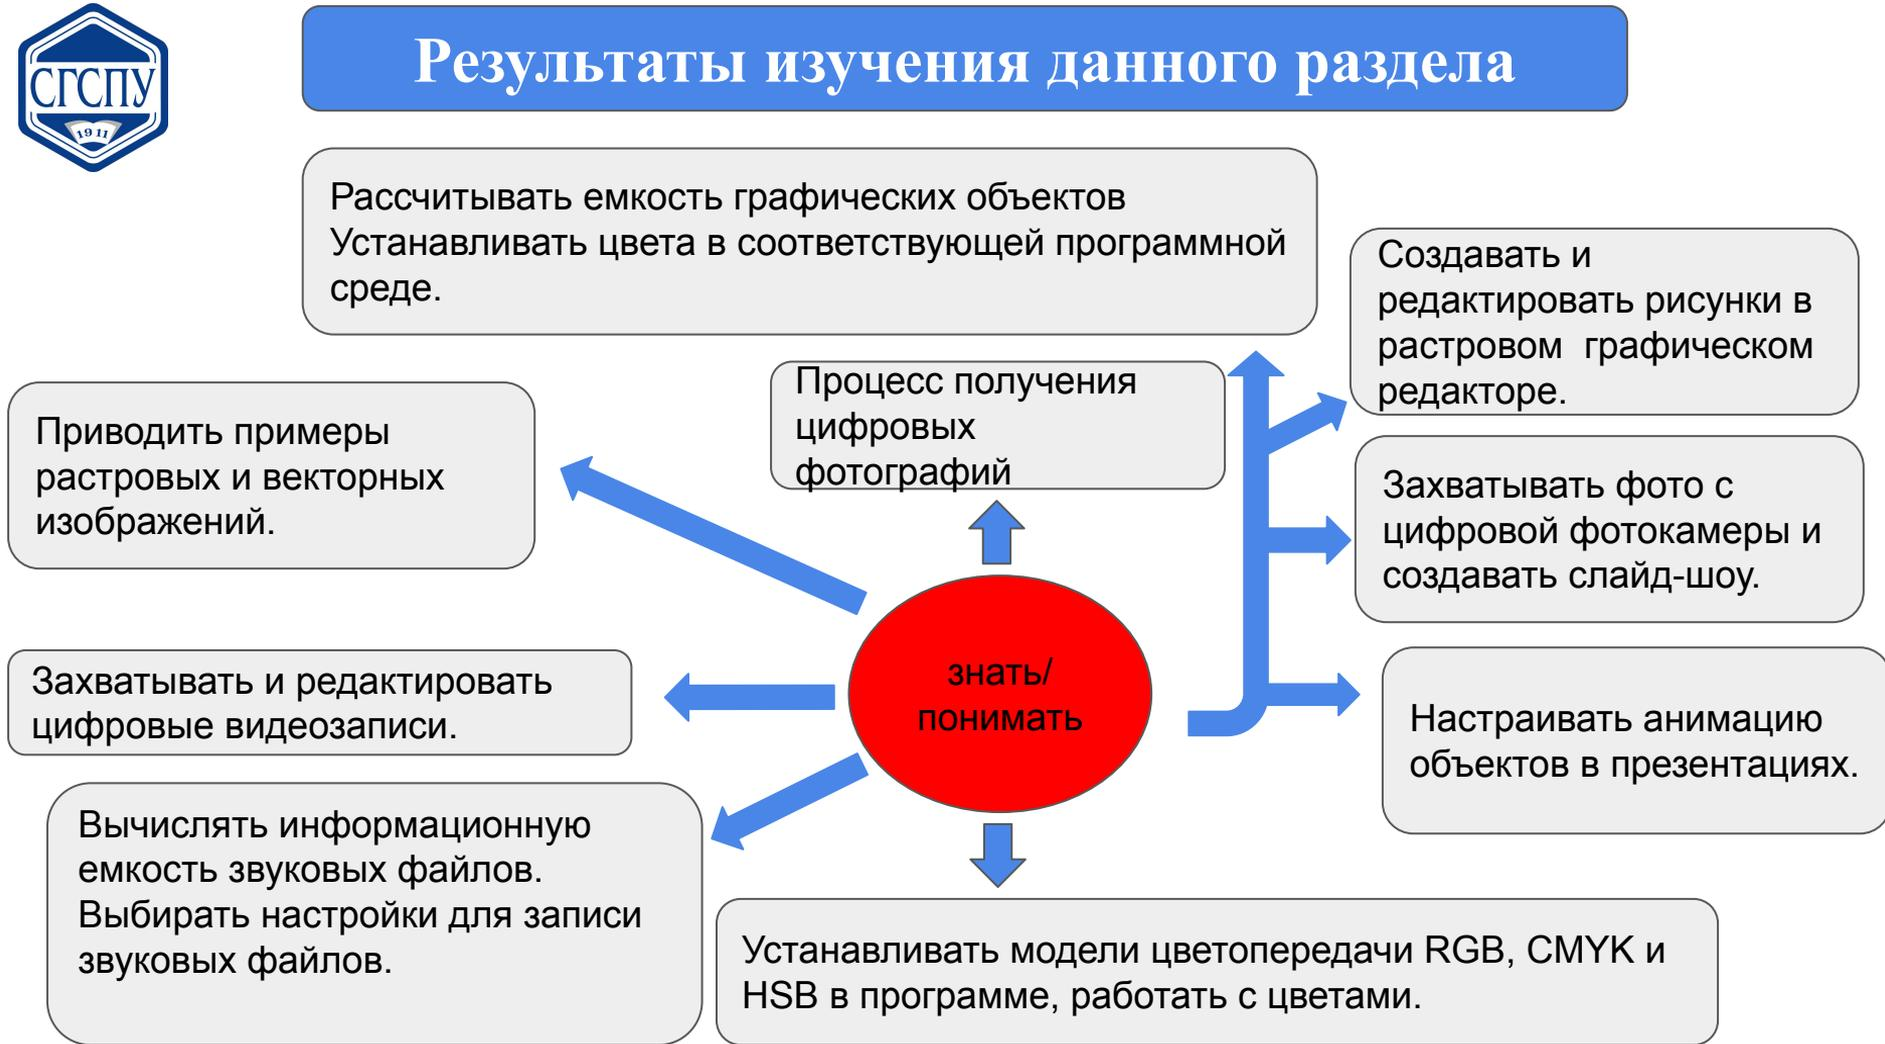 СГСПУ
1911
Результаты изучения данного раздела
Рассчитывать емкость графических объектов
Устанавливать цвета в соответствующей программной
среде.
Создавать и
редактировать рисунки в
растровом  графическом
редакторе.
Процесс получения
цифровых
фотографий
Приводить примеры
растровых и векторных
изображений.
Захватывать фото с
цифровой фотокамеры и
создавать слайд-шоу.
знать/
понимать
Захватывать и редактировать
цифровые видеозаписи.
Настраивать анимацию
объектов в презентациях.
Вычислять информационную
емкость звуковых файлов.
Выбирать настройки для записи
звуковых файлов.
Устанавливать модели цветопередачи RGB, CMYK и
HSB в программе, работать с цветами.